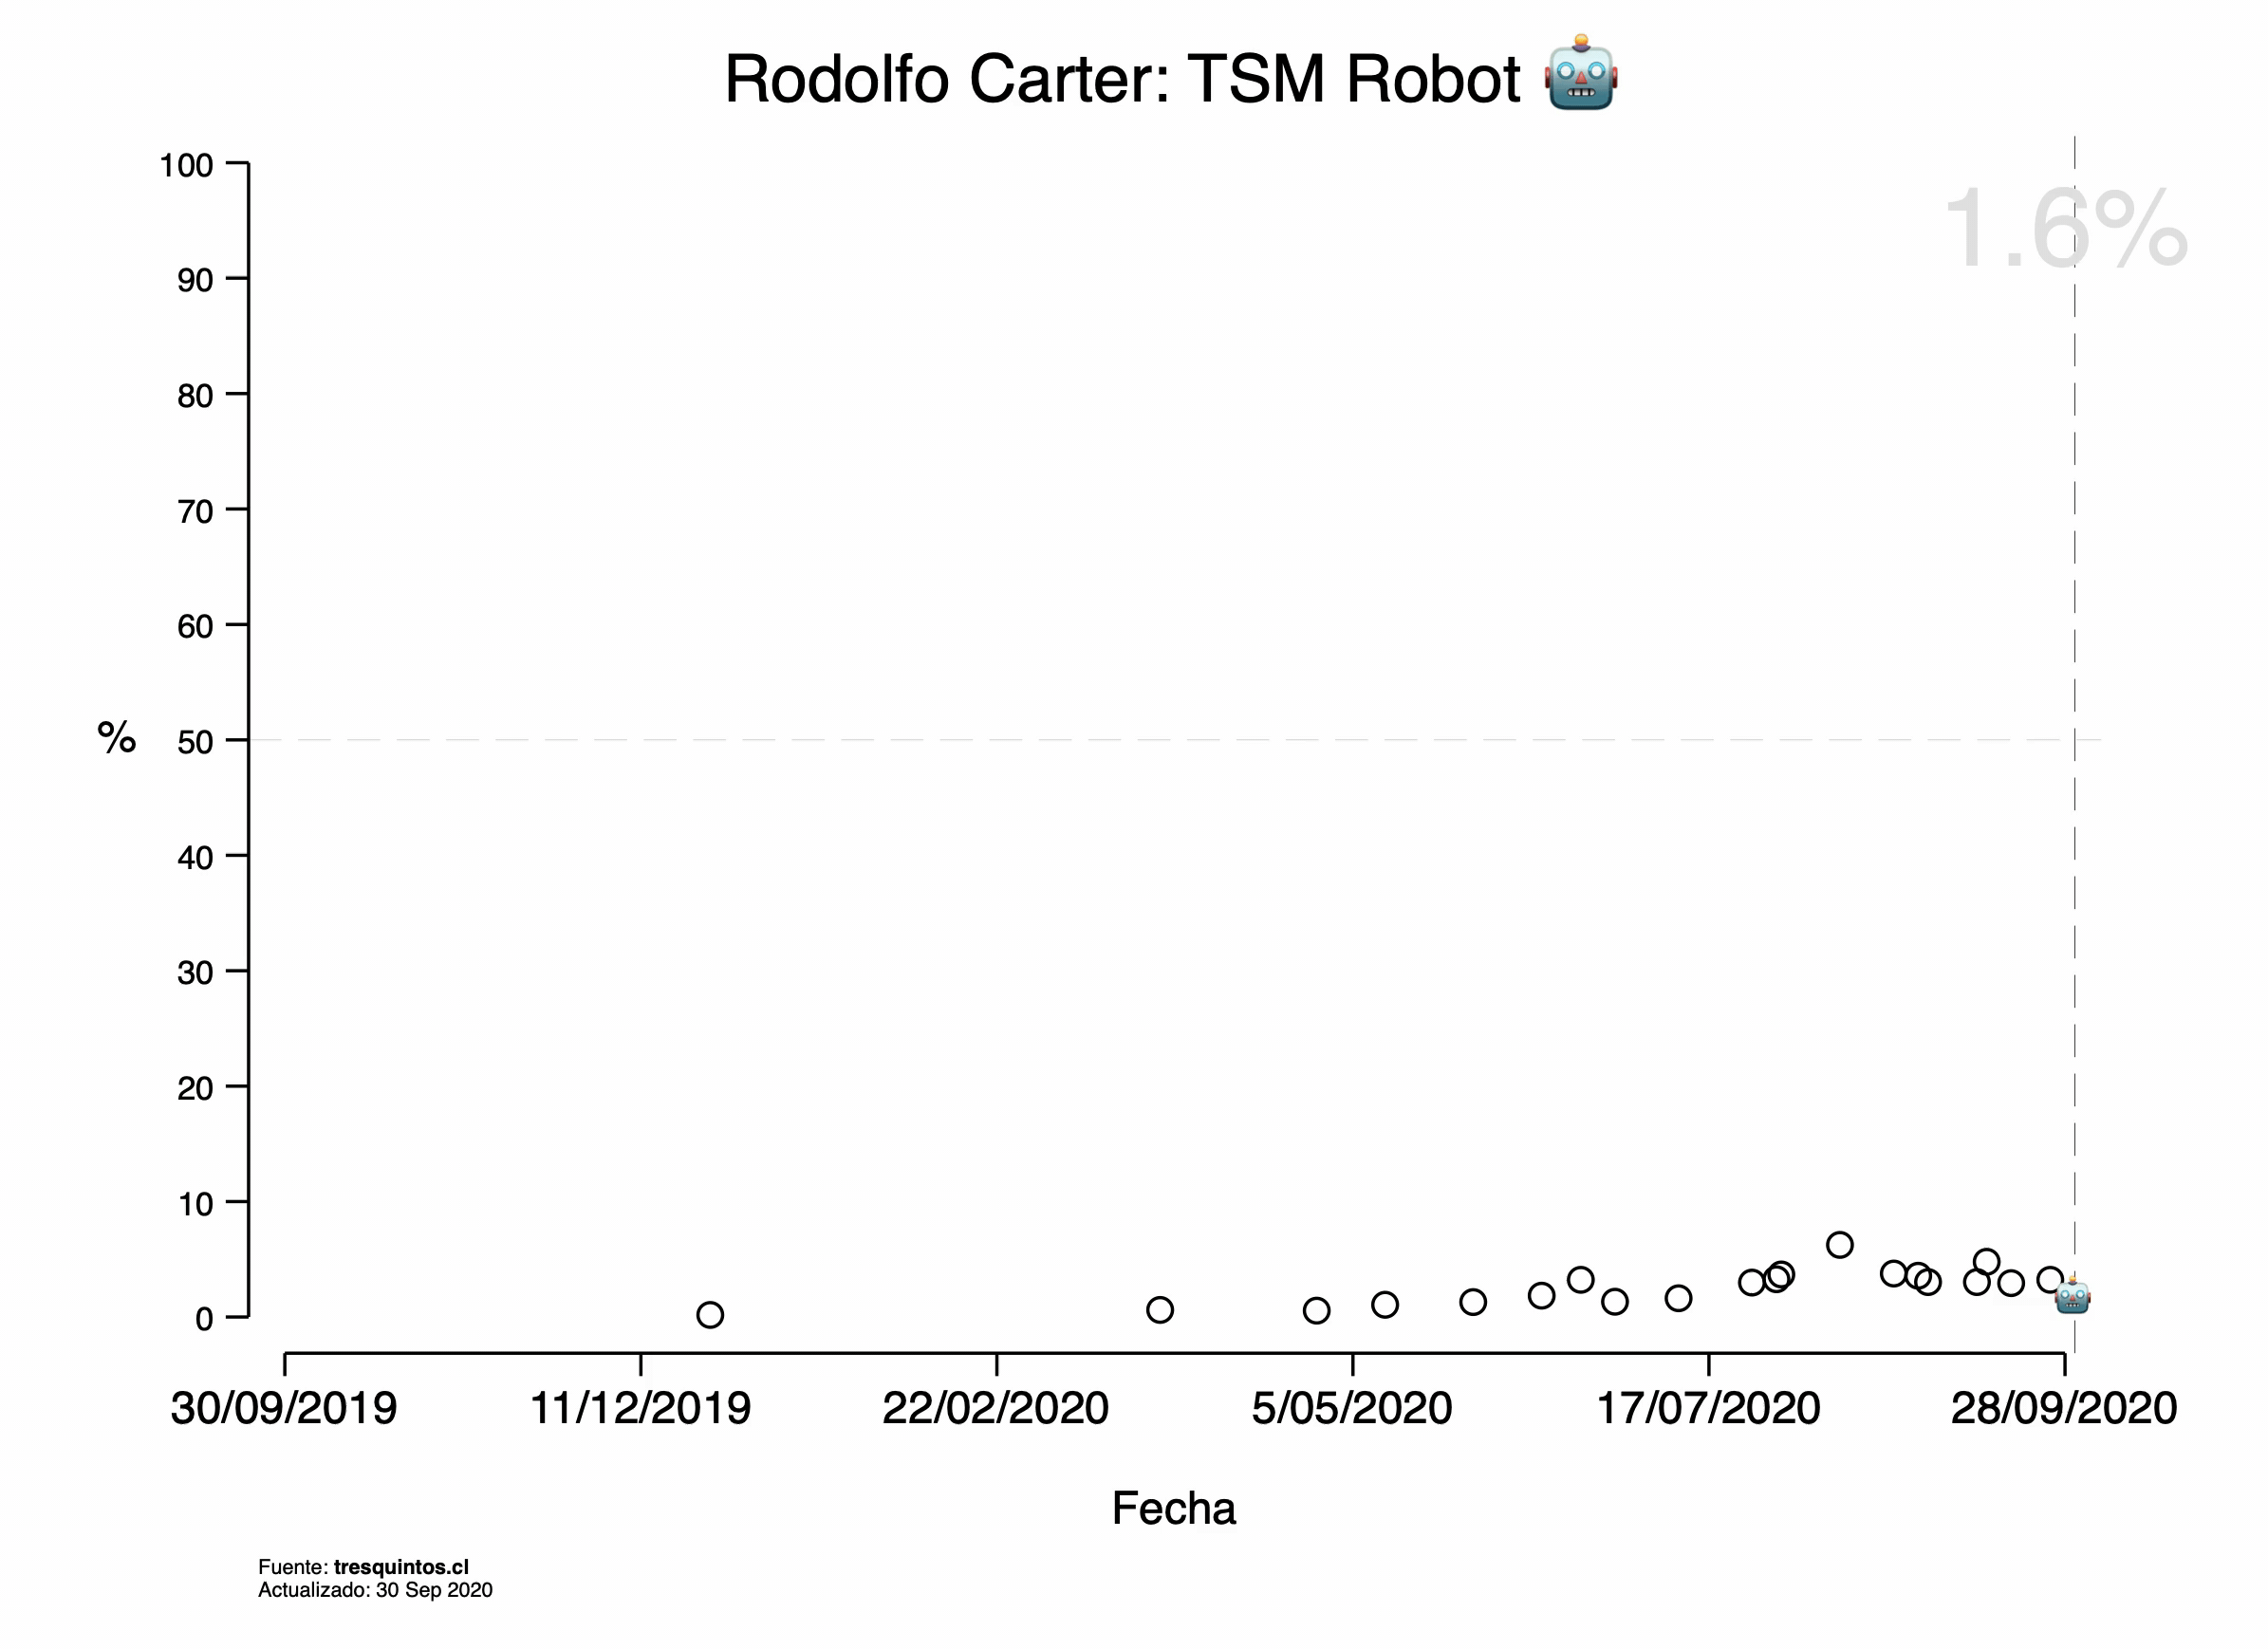 Rodolfo Carter: TSM Robot 🤖
1.6%
100
90
80
70
60
50
40
30
20
10
0
%
30/09/2019 11/12/2019 22/02/2020 5/05/2020 17/07/2020 28/09/2020
Fecha
Fuente: tresquintos.cl
Actualizado: 30 Sep 2020